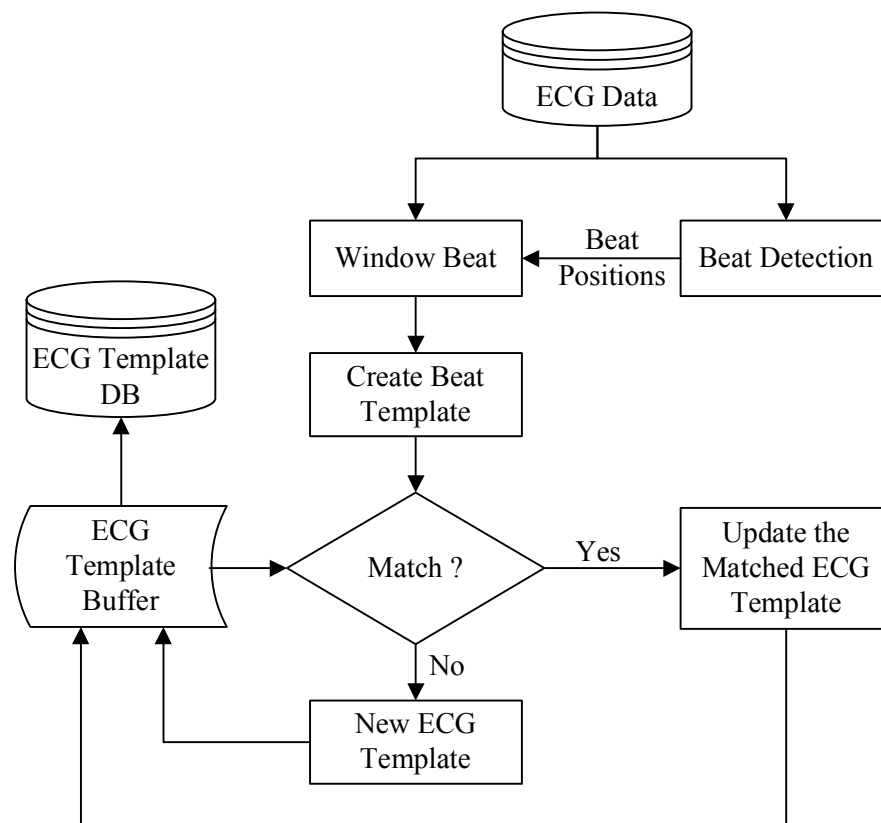 ECG Data
Window Beat
Beat
Positions
Beat Detection
ECG Template
DB
Create Beat
Template
ECG
Template
Buffer
Match ?
Yes
Update the
Matched ECG
Template
No
New ECG
Template